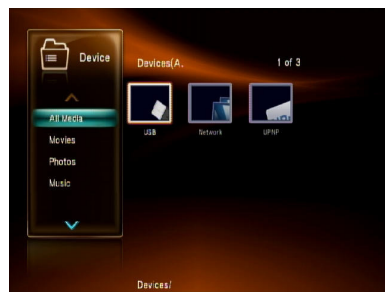 Device
Devices(A.
1 of 3
All Media
Movies
Photos
Music
USB
Network
UPNP
Devices/